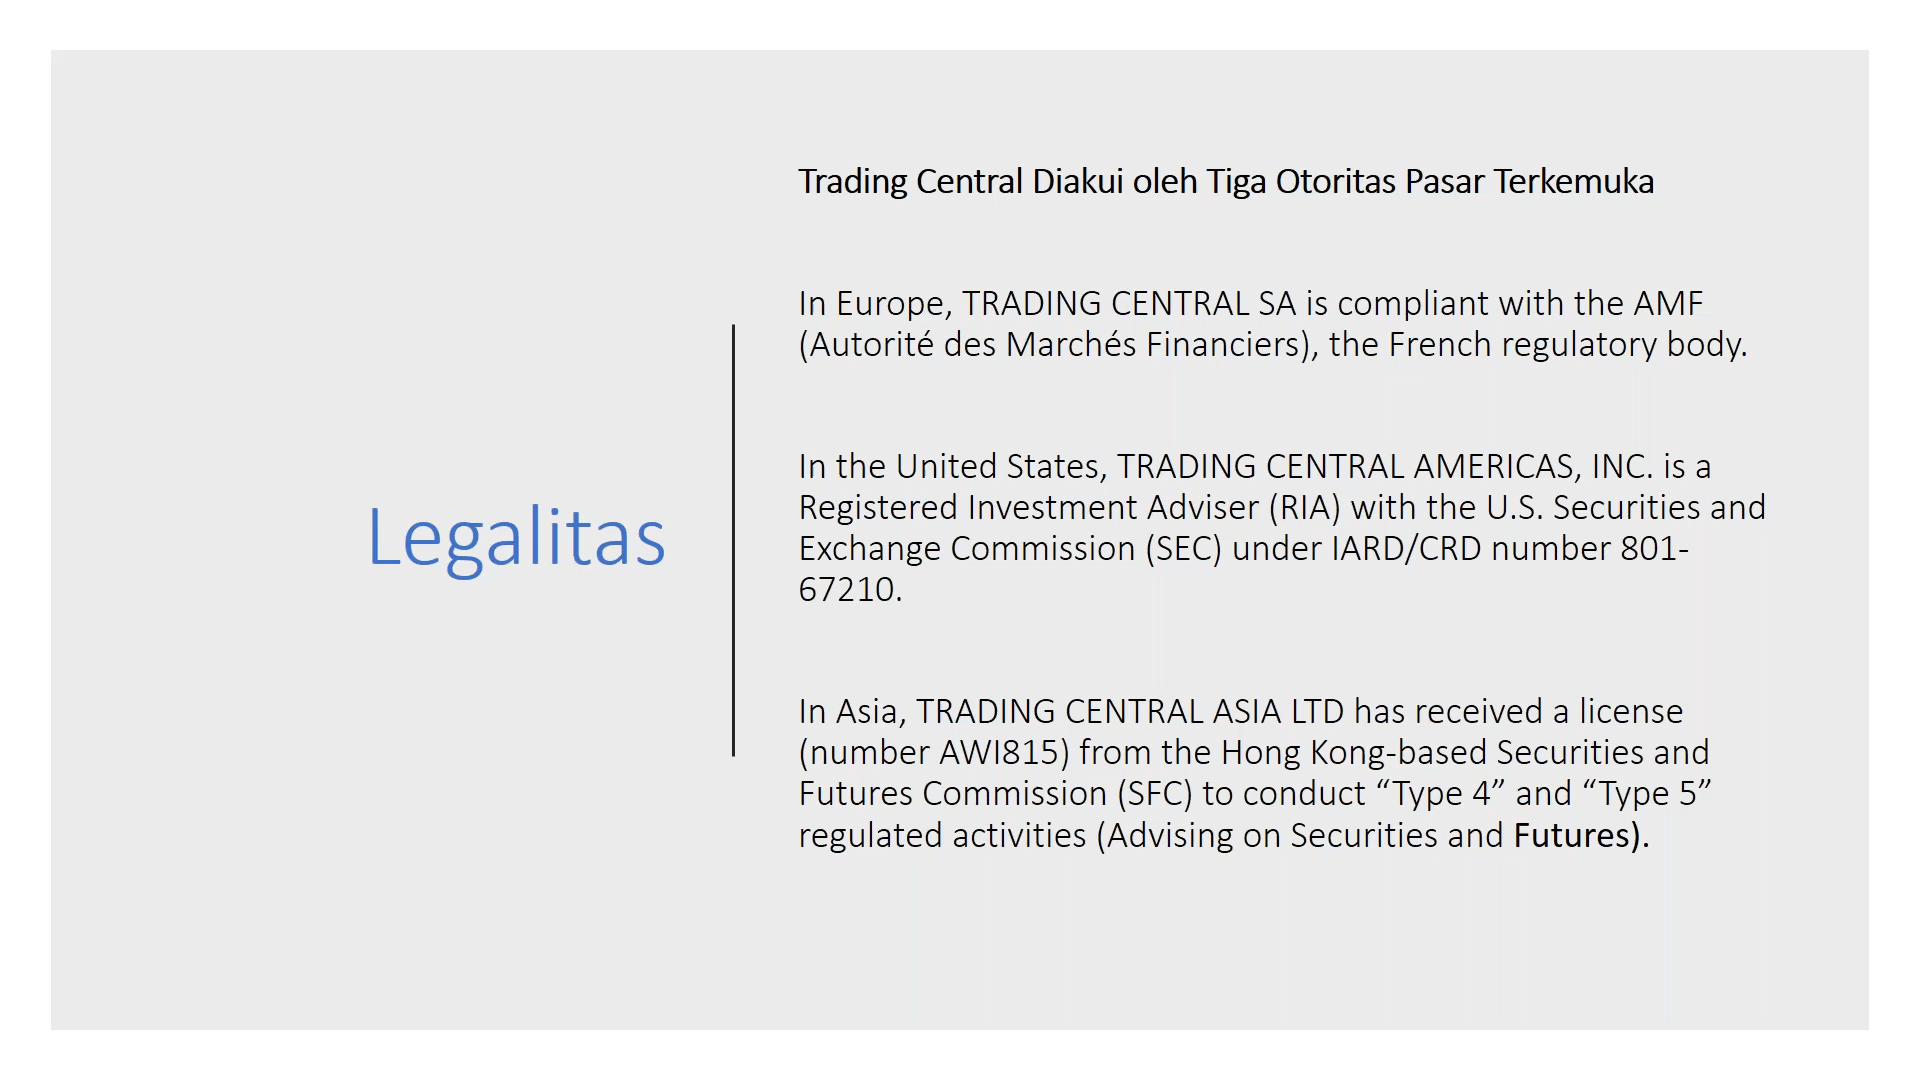 Legalitas
Trading Central Diakui oleh Tiga Otoritas Pasar Terkemuka
In Europe, TRADING CENTRAL SA is compliant with the AMF
(Autorité des Marchés Financiers), the French regulatory body.
In the United States, TRADING CENTRAL AMERICAS, INC. is a
Registered Investment Adviser (RIA) with the U.S. Securities and
Exchange Commission (SEC) under IARD/CRD number 801-
67210.
In Asia, TRADING CENTRAL ASIA LTD has received a license
(number AWI815) from the Hong Kong-based Securities and
Futures Commission (SFC) to conduct “Type 4” and “Type 5”
regulated activities (Advising on Securities and Futures).